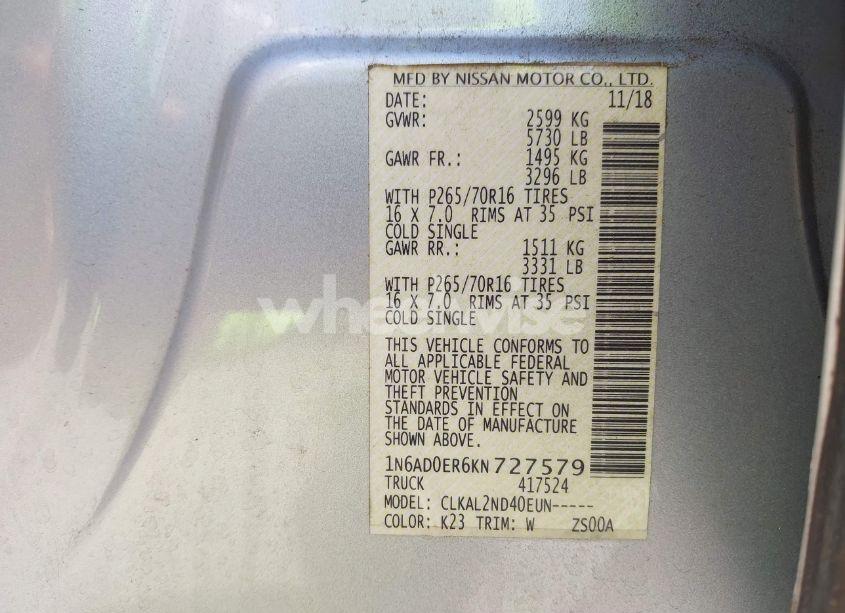 MFD BY NISSAN MOTOR CO., LTD.
DATE: 11/18
GVWR: 2599 KG
5730 LB
GAWR FR.: 1495 KG
3296 LB
WITH P265/70R16 TIRES
16 X 7.0 RIMS AT 35 PSI
COLD SINGLE
GAWR RR.: 1511 KG
3331 LB
WITH P265/70R16 TIRES
16 X 7.0 RIMS AT 35 PSI
COLD SINGLE
wheelwise
THIS VEHICLE CONFORMS TO
ALL APPLICABLE FEDERAL
MOTOR VEHICLE SAFETY AND
THEFT PREVENTION
STANDARDS IN EFFECT ON
THE DATE OF MANUFACTURE
SHOWN ABOVE.
1N6AD0ER6KN727579
TRUCK 417524
MODEL: CLKAL2ND40EUN-----
COLOR: K23 TRIM: W ZS00A